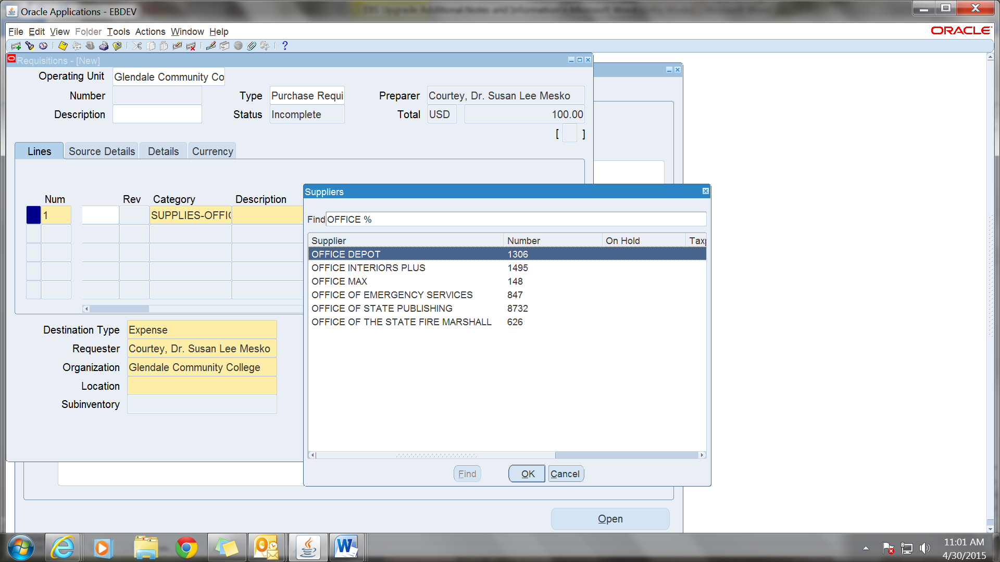 Oracle Applications - EBDEV
File Edit View Folder Tools Actions Window Help
ORACLE
Requisitions - [New]
Operating Unit Glendale Community Co
Number Type Purchase Requi Preparer Courtey, Dr. Susan Lee Mesko
Description Status Incomplete Total USD 100.00
[ ]
Lines Source Details Details Currency
Num Rev Category Description
1 SUPPLIES-OFFIC
Destination Type Expense
Requester Courtey, Dr. Susan Lee Mesko
Organization Glendale Community College
Location
Subinventory
Suppliers
Find OFFICE %
Supplier Number On Hold Taxp
OFFICE DEPOT 1306
OFFICE INTERIORS PLUS 1495
OFFICE MAX 148
OFFICE OF EMERGENCY SERVICES 847
OFFICE OF STATE PUBLISHING 8732
OFFICE OF THE STATE FIRE MARSHALL 626
Find OK Cancel
Open
11:01 AM
4/30/2015